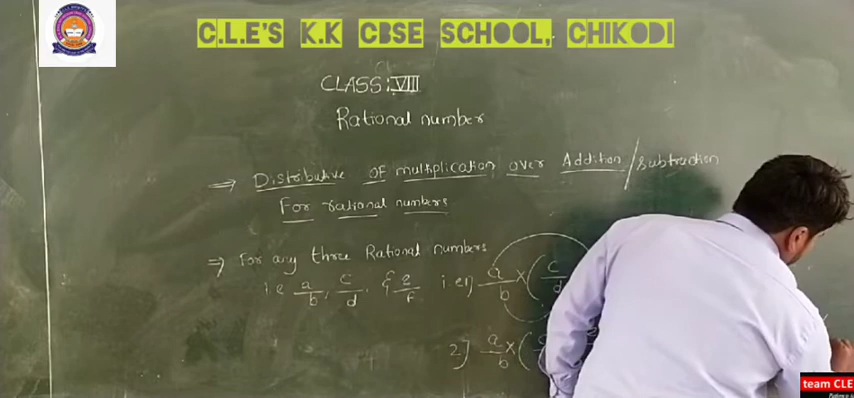 C.L.E'S K.K CBSE SCHOOL, CHIKODI
CLASS: VIII
Rational number
⇒ Distributive OF multiplication over Addition / subtraction
For rational numbers
⇒ For any three Rational numbers
i.e a/b, c/d, & e/f i.e 1) a/b × ( c/d
2) a/b × (
team CLE